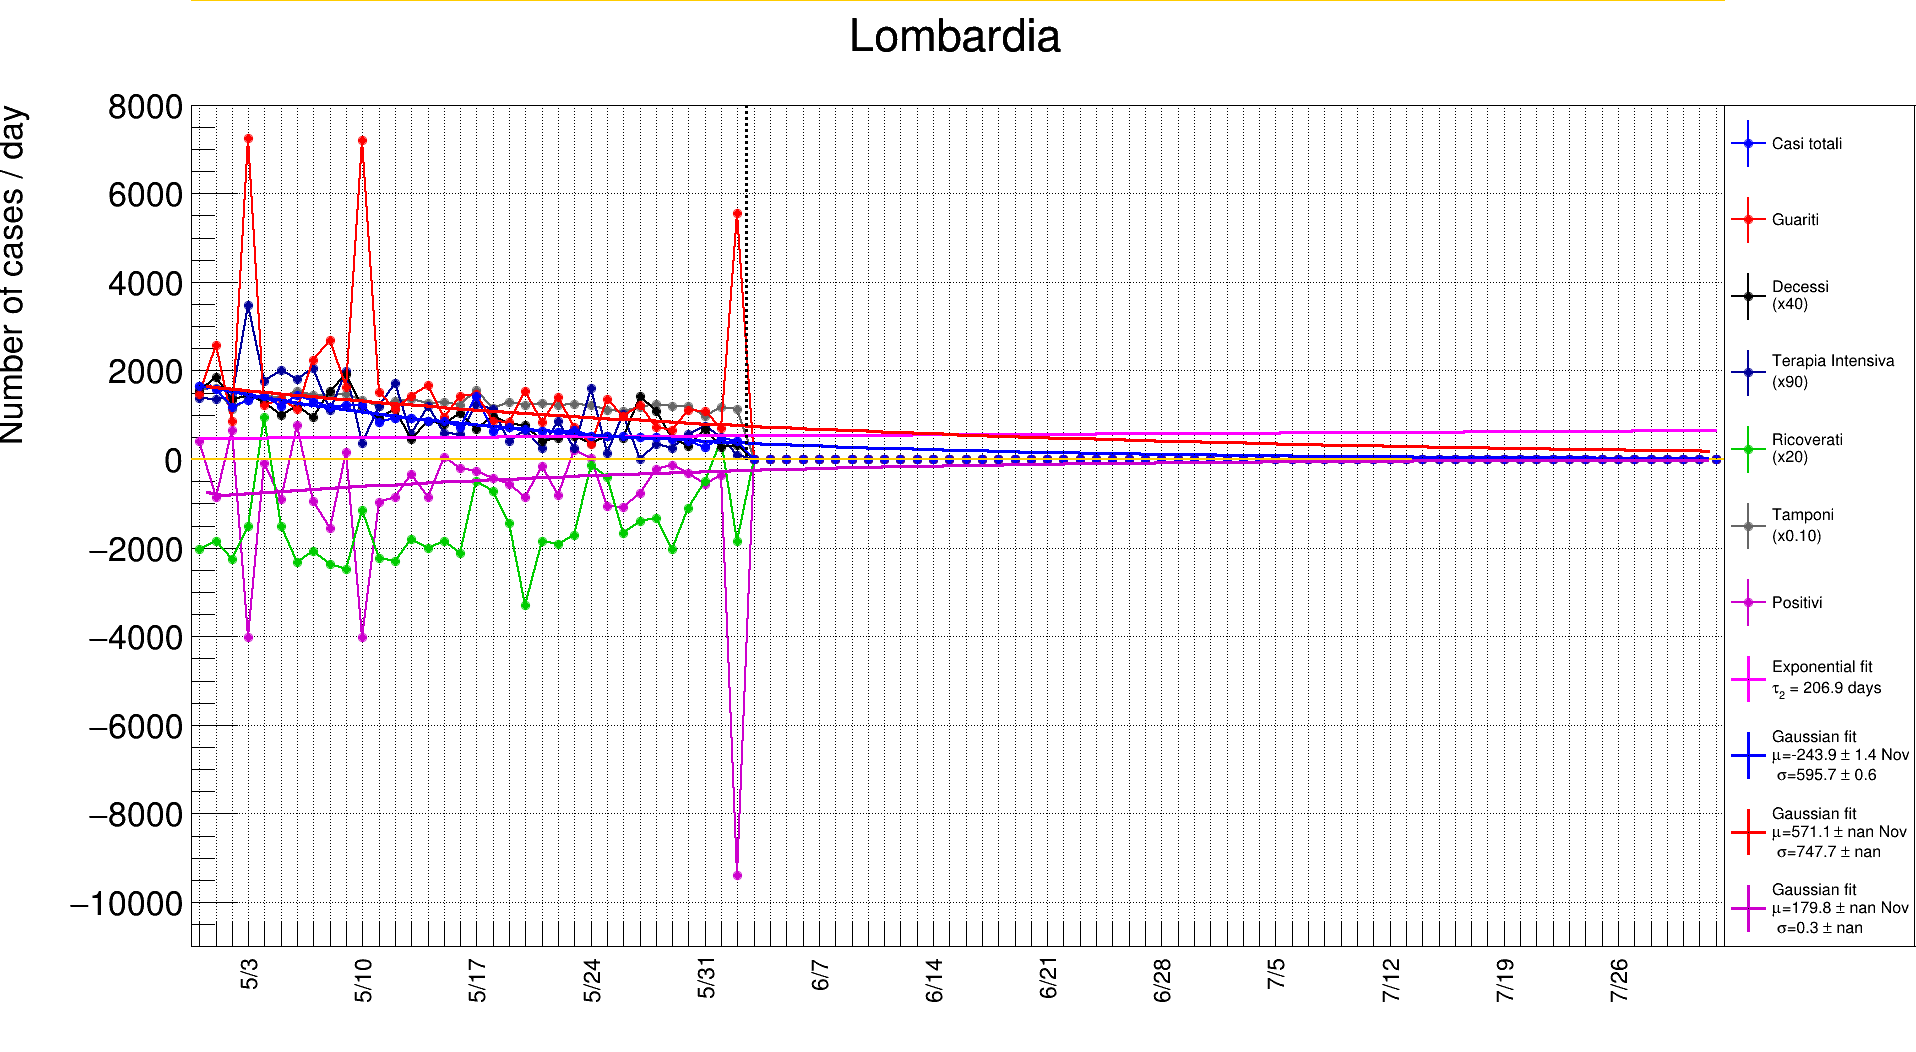 Lombardia
Number of cases / day
8000
6000
4000
2000
0
−2000
−4000
−6000
−8000
−10000
5/3
5/10
5/17
5/24
5/31
6/7
6/14
6/21
6/28
7/5
7/12
7/19
7/26
Casi totali
Guariti
Decessi
(x40)
Terapia Intensiva
(x90)
Ricoverati
(x20)
Tamponi
(x0.10)
Positivi
Exponential fit
τ2 = 206.9 days
Gaussian fit
μ=-243.9 ± 1.4 Nov
σ=595.7 ± 0.6
Gaussian fit
μ=571.1 ± nan Nov
σ=747.7 ± nan
Gaussian fit
μ=179.8 ± nan Nov
σ=0.3 ± nan